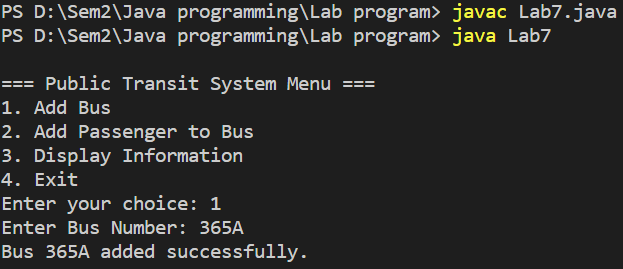 PS D:\Sem2\Java programming\Lab program> javac Lab7.java
PS D:\Sem2\Java programming\Lab program> java Lab7
=== Public Transit System Menu ===
1. Add Bus
2. Add Passenger to Bus
3. Display Information
4. Exit
Enter your choice: 1
Enter Bus Number: 365A
Bus 365A added successfully.